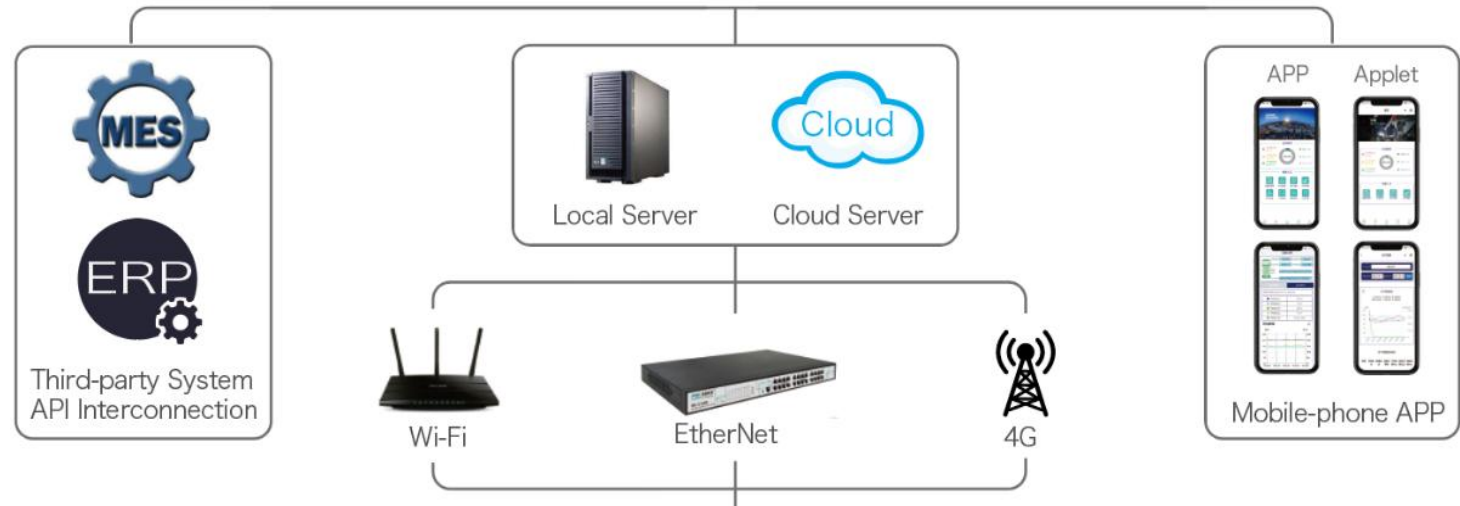 MES
ERP
Third-party System
API Interconnection
Local Server
Cloud
Cloud Server
APP
Applet
Mobile-phone APP
Wi-Fi
EtherNet
4G